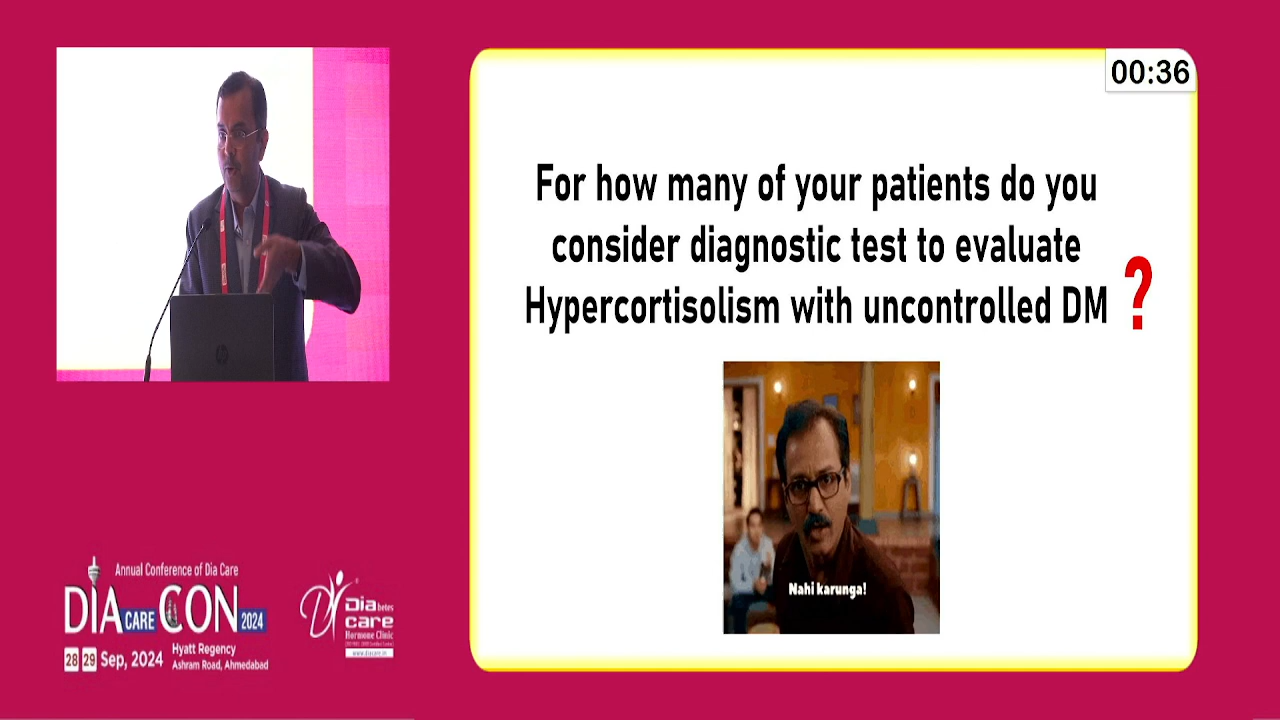 00:36
For how many of your patients do you
consider diagnostic test to evaluate
Hypercortisolism with uncontrolled DM ?
Nahi karunga!
Annual Conference of Dia Care
DIA CARE CON 2024
28 29 Sep, 2024
Hyatt Regency
Ashram Road, Ahmedabad
Diabetes
care
Hormone Clinic
www.diacare.in